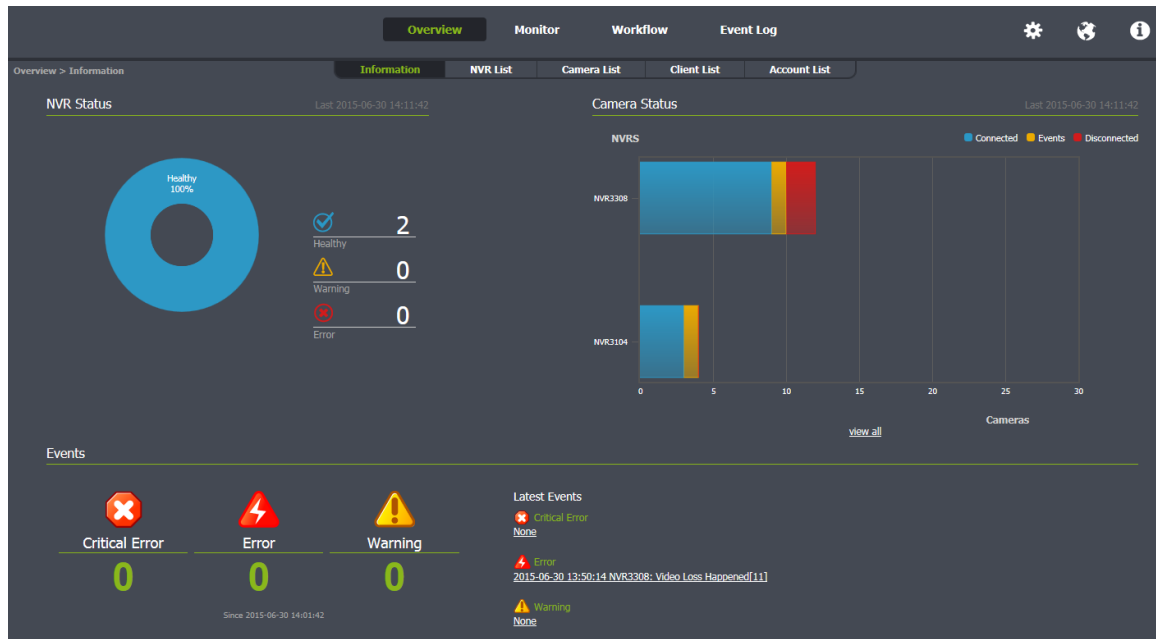 Overview Monitor Workflow Event Log
Overview > Information
Information NVR List Camera List Client List Account List
NVR Status Last 2015-06-30 14:11:42
Healthy
100%
2
Healthy
0
Warning
0
Error
Camera Status Last 2015-06-30 14:11:42
NVRS
Connected Events Disconnected
NVR3308
NVR3104
0 5 10 15 20 25 30
Cameras
view all
Events
Critical Error Error Warning
0 0 0
Since 2015-06-30 14:01:42
Latest Events
Critical Error
None
Error
2015-06-30 13:50:14 NVR3308: Video Loss Happened[11]
Warning
None